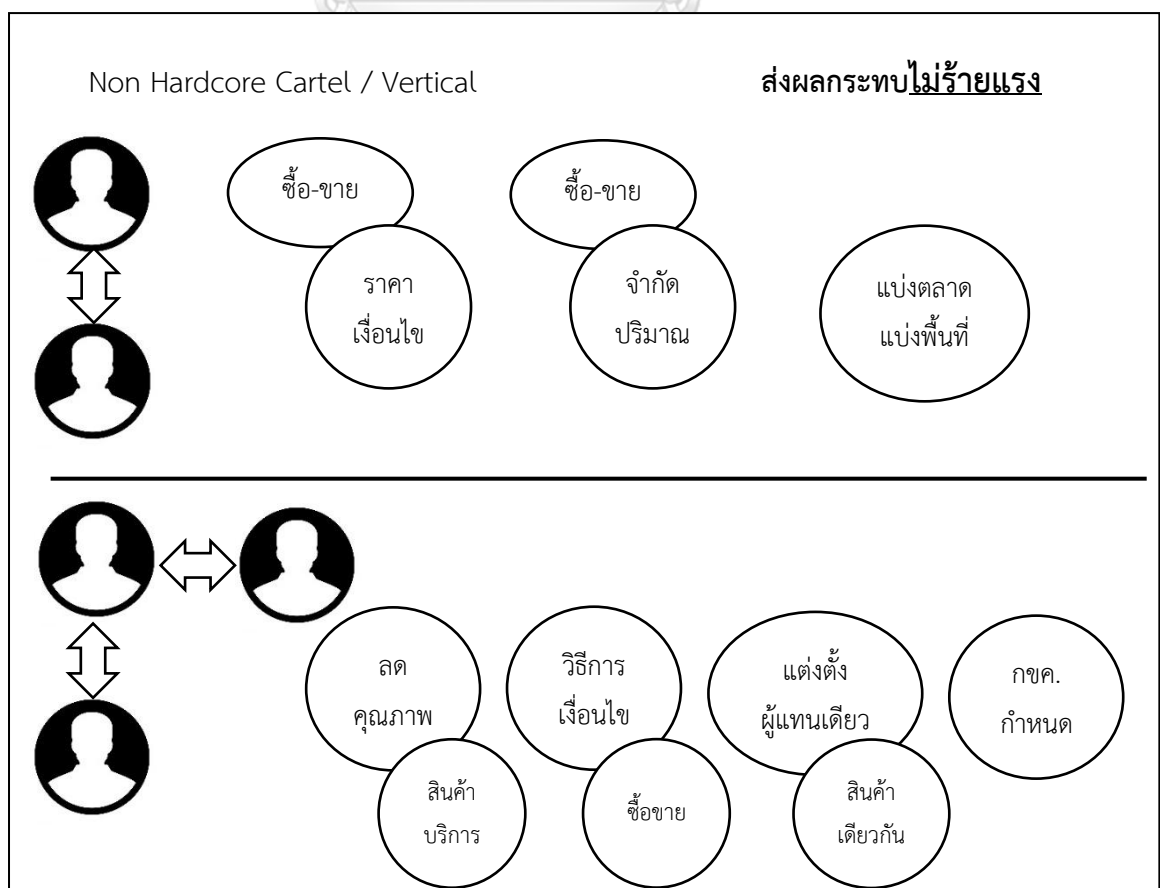 Non Hardcore Cartel / Vertical
ส่งผลกระทบไม่ร้ายแรง
ซื้อ-ขาย
ราคา
เงื่อนไข
ซื้อ-ขาย
จำกัด
ปริมาณ
แบ่งตลาด
แบ่งพื้นที่
ลด
คุณภาพ
สินค้า
บริการ
วิธีการ
เงื่อนไข
ซื้อขาย
แต่งตั้ง
ผู้แทนเดียว
สินค้า
เดียวกัน
กขค.
กำหนด